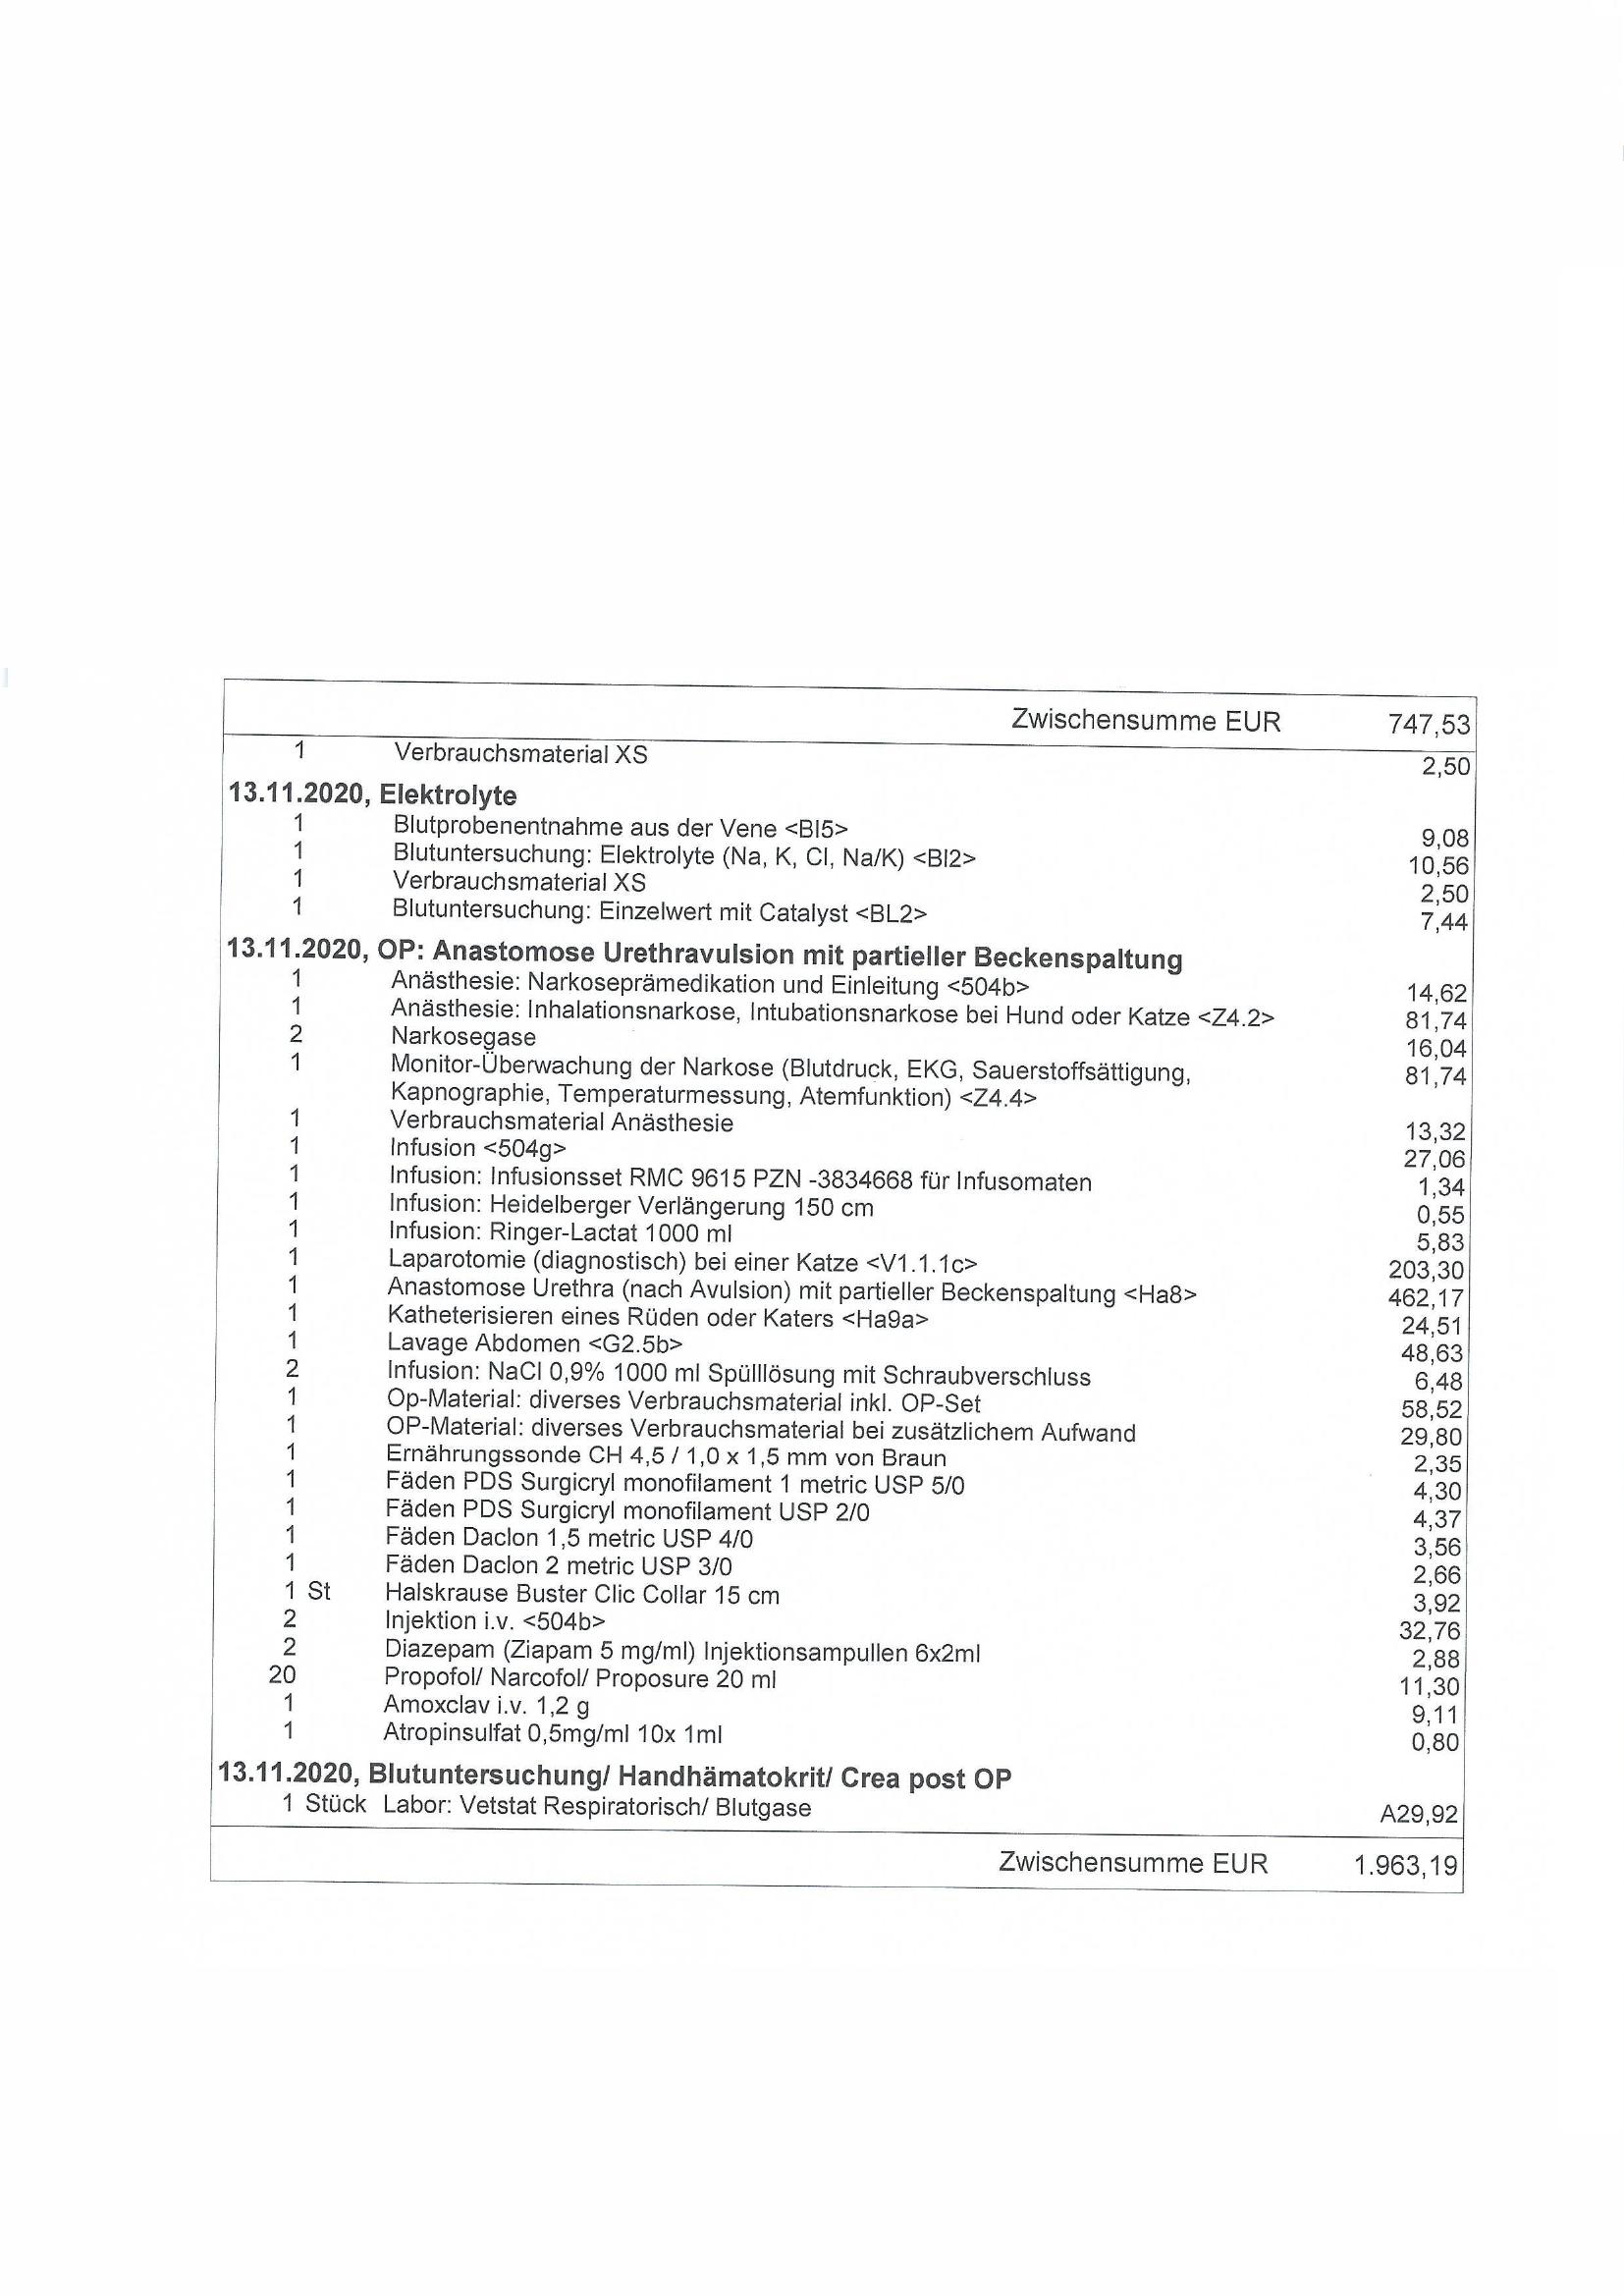 Zwischensumme EUR 747,53
1 Verbrauchsmaterial XS 2,50
13.11.2020, Elektrolyte
1 Blutprobenentnahme aus der Vene <Bl5> 9,08
1 Blutuntersuchung: Elektrolyte (Na, K, Cl, Na/K) <Bl2> 10,56
1 Verbrauchsmaterial XS 2,50
1 Blutuntersuchung: Einzelwert mit Catalyst <BL2> 7,44
13.11.2020, OP: Anastomose Urethravulsion mit partieller Beckenspaltung
1 Anästhesie: Narkoseprämedikation und Einleitung <504b> 14,62
1 Anästhesie: Inhalationsnarkose, Intubationsnarkose bei Hund oder Katze <Z4.2> 81,74
2 Narkosegase 16,04
1 Monitor-Überwachung der Narkose (Blutdruck, EKG, Sauerstoffsättigung, 81,74
Kapnographie, Temperaturmessung, Atemfunktion) <Z4.4>
1 Verbrauchsmaterial Anästhesie 13,32
1 Infusion <504g> 27,06
1 Infusion: Infusionsset RMC 9615 PZN -3834668 für Infusomaten 1,34
1 Infusion: Heidelberger Verlängerung 150 cm 0,55
1 Infusion: Ringer-Lactat 1000 ml 5,83
1 Laparotomie (diagnostisch) bei einer Katze <V1.1.1c> 203,30
1 Anastomose Urethra (nach Avulsion) mit partieller Beckenspaltung <Ha8> 462,17
1 Katheterisieren eines Rüden oder Katers <Ha9a> 24,51
1 Lavage Abdomen <G2.5b> 48,63
2 Infusion: NaCl 0,9% 1000 ml Spülllösung mit Schraubverschluss 6,48
1 Op-Material: diverses Verbrauchsmaterial inkl. OP-Set 58,52
1 OP-Material: diverses Verbrauchsmaterial bei zusätzlichem Aufwand 29,80
1 Ernährungssonde CH 4,5 / 1,0 x 1,5 mm von Braun 2,35
1 Fäden PDS Surgicryl monofilament 1 metric USP 5/0 4,30
1 Fäden PDS Surgicryl monofilament USP 2/0 4,37
1 Fäden Daclon 1,5 metric USP 4/0 3,56
1 Fäden Daclon 2 metric USP 3/0 2,66
1 St Halskrause Buster Clic Collar 15 cm 3,92
2 Injektion i.v. <504b> 32,76
2 Diazepam (Ziapam 5 mg/ml) Injektionsampullen 6x2ml 2,88
20 Propofol/ Narcofol/ Proposure 20 ml 11,30
1 Amoxclav i.v. 1,2 g 9,11
1 Atropinsulfat 0,5mg/ml 10x 1ml 0,80
13.11.2020, Blutuntersuchung/ Handhämatokrit/ Crea post OP
1 Stück Labor: Vetstat Respiratorisch/ Blutgase A29,92
Zwischensumme EUR 1.963,19